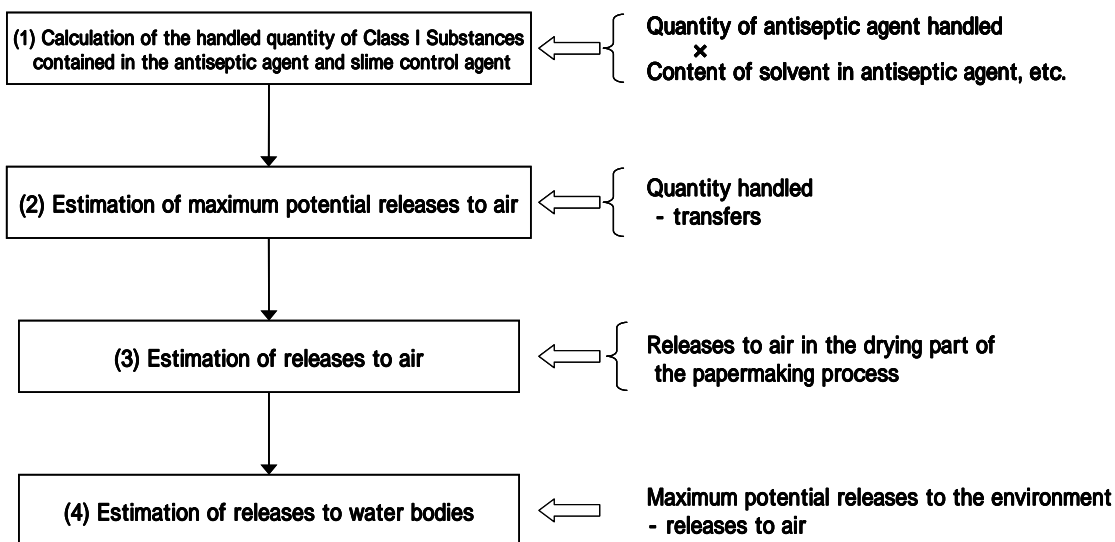 (1) Calculation of the handled quantity of Class I Substances
contained in the antiseptic agent and slime control agent
Quantity of antiseptic agent handled
×
Content of solvent in antiseptic agent, etc.
(2) Estimation of maximum potential releases to air
Quantity handled
- transfers
(3) Estimation of releases to air
Releases to air in the drying part of
the papermaking process
(4) Estimation of releases to water bodies
Maximum potential releases to the environment
- releases to air